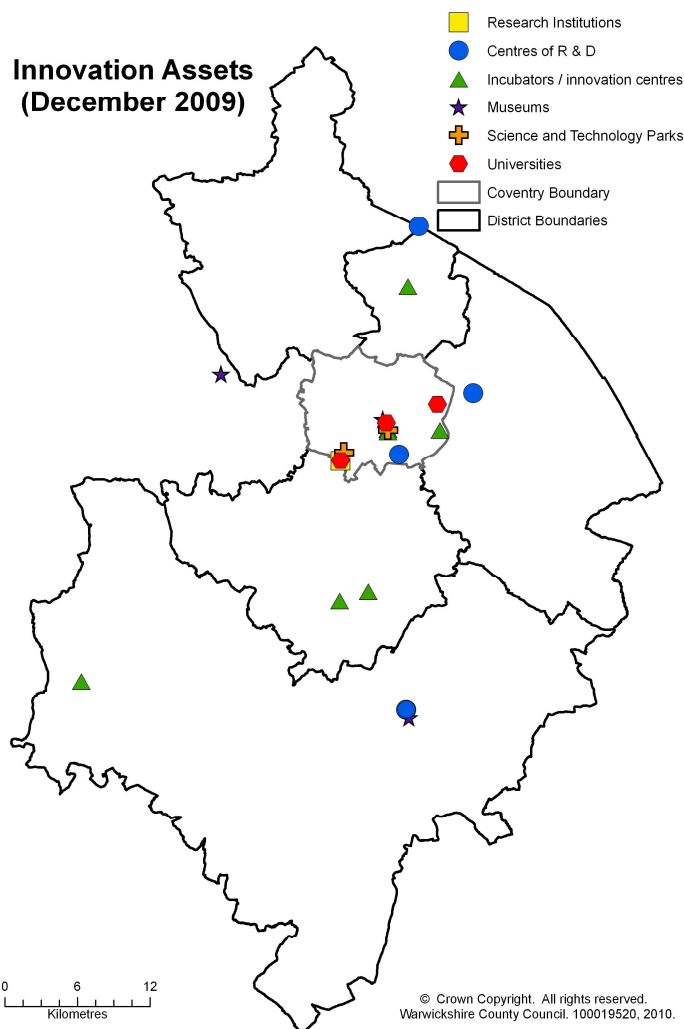 Innovation Assets
(December 2009)
Research Institutions
Centres of R & D
Incubators / innovation centres
Museums
Science and Technology Parks
Universities
Coventry Boundary
District Boundaries
0 6 12
Kilometres
© Crown Copyright. All rights reserved.
Warwickshire County Council. 100019520, 2010.